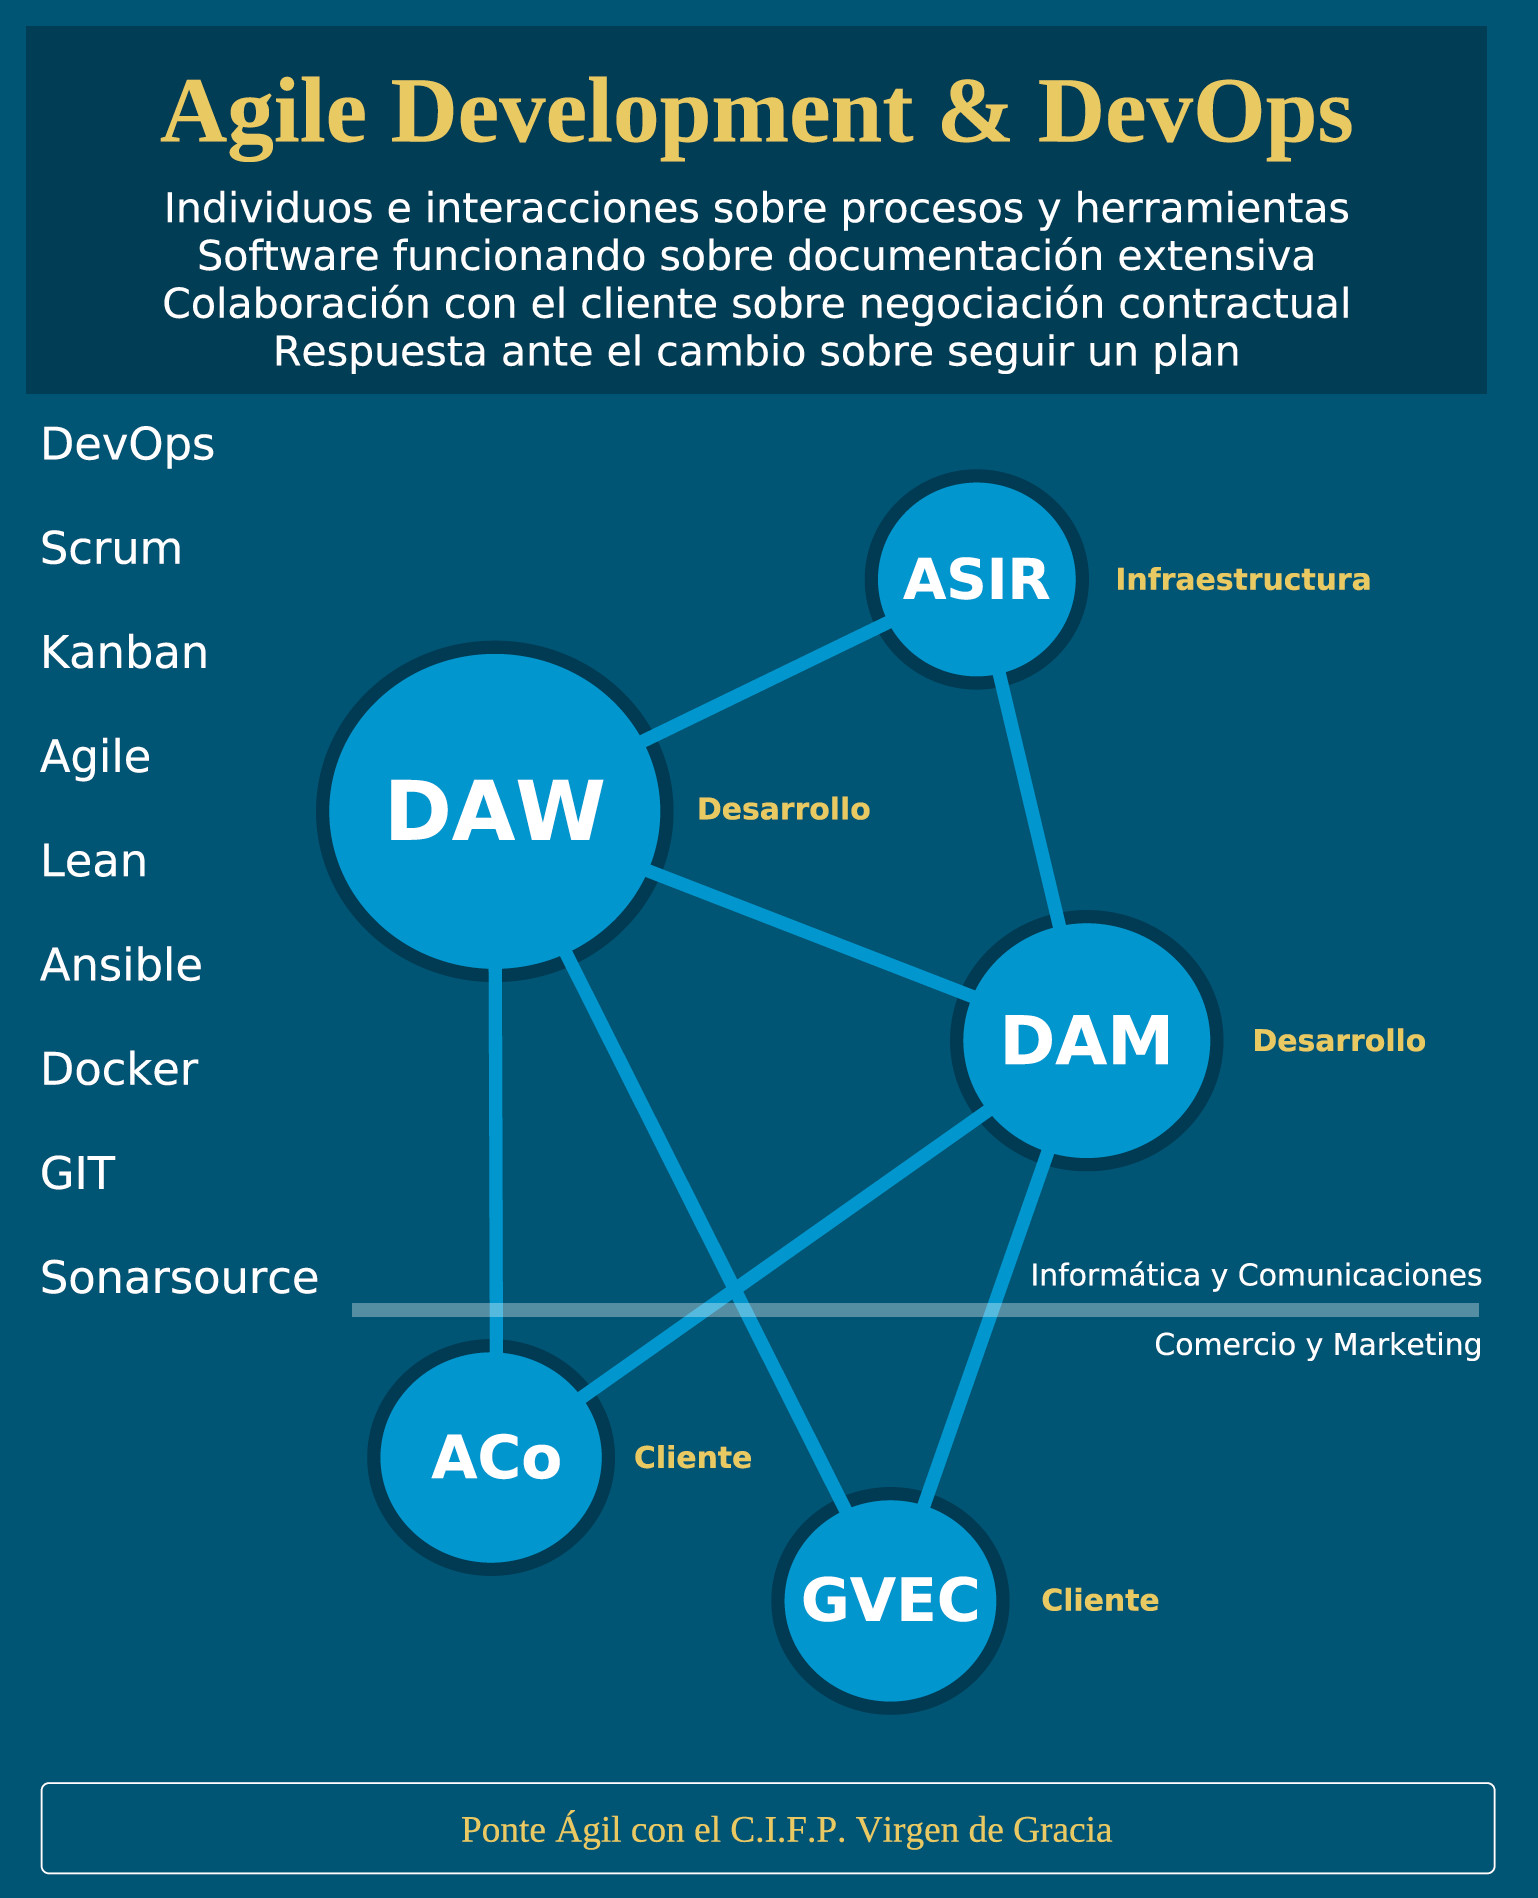 Agile Development & DevOps
Individuos e interacciones sobre procesos y herramientas
Software funcionando sobre documentación extensiva
Colaboración con el cliente sobre negociación contractual
Respuesta ante el cambio sobre seguir un plan
DevOps
Scrum
Kanban
Agile
Lean
Ansible
Docker
GIT
Sonarsource
ASIR
Infraestructura
DAW
Desarrollo
DAM
Desarrollo
Informática y Comunicaciones
Comercio y Marketing
ACo
Cliente
GVEC
Cliente
Ponte Ágil con el C.I.F.P. Virgen de Gracia